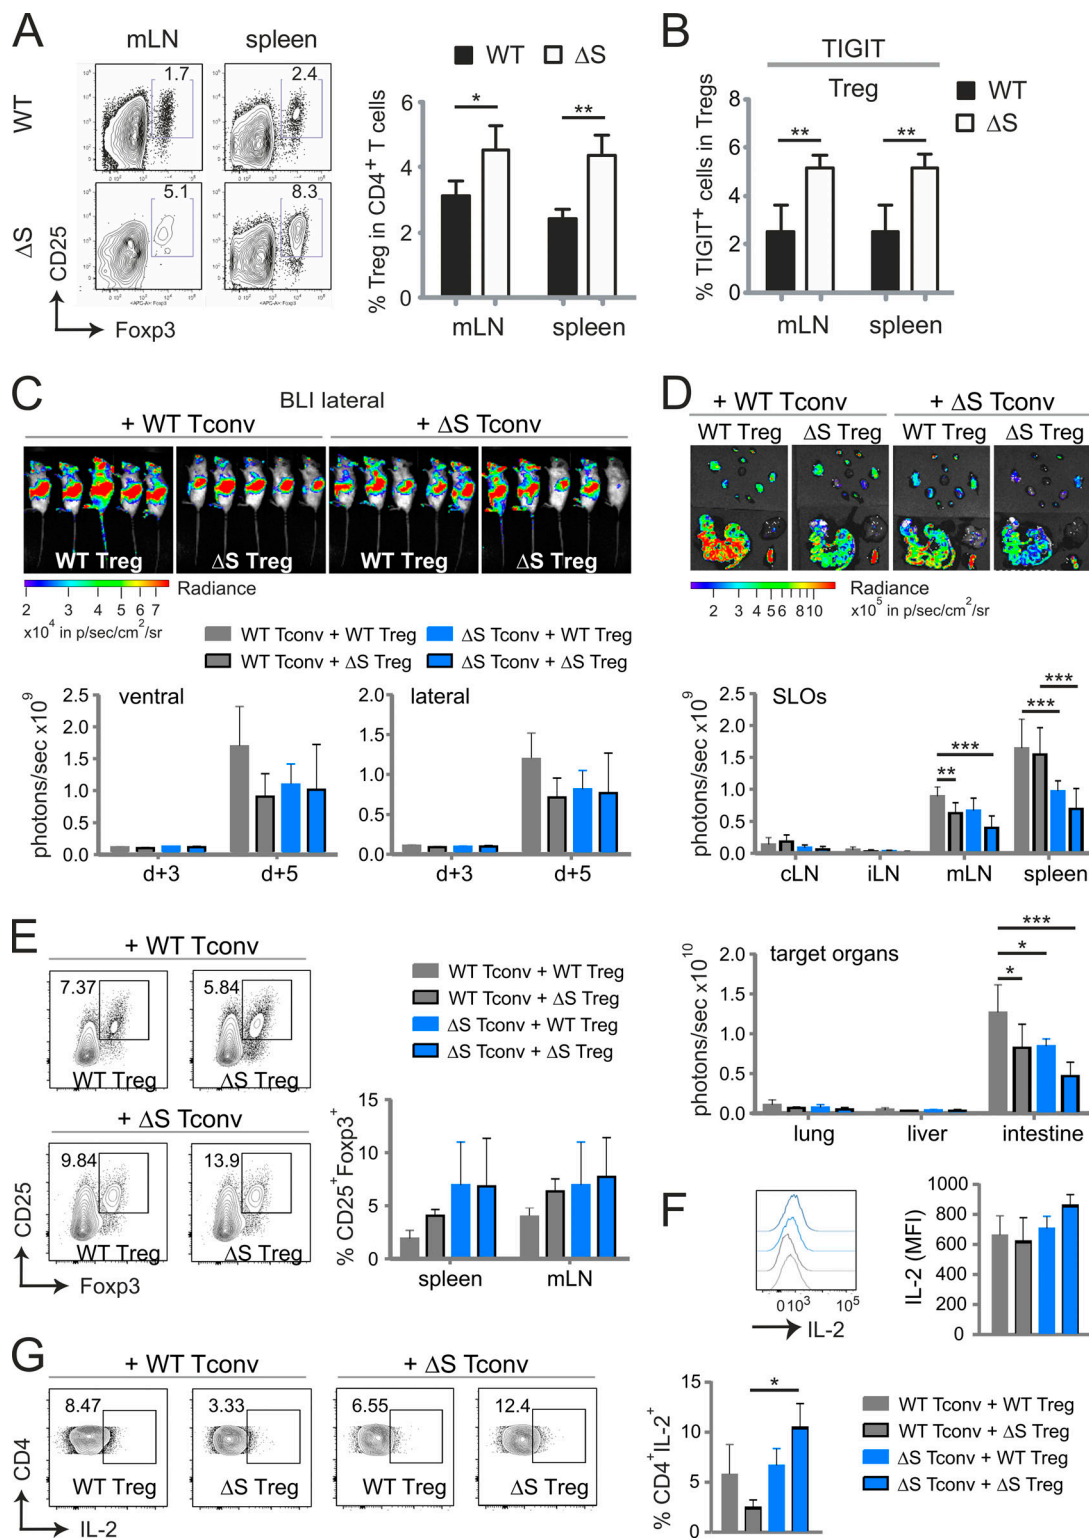 A
mLN
spleen
WT
1.7
2.4
ΔS
5.1
8.3
CD25
Foxp3
<APC-A>: Foxp3
WT
ΔS
% Treg in CD4+ T cells
6
4
2
0
*
**
mLN
spleen
B
TIGIT
Treg
WT
ΔS
% TIGIT+ cells in Tregs
8
6
4
2
0
**
**
mLN
spleen
C
BLI lateral
+ WT Tconv
+ ΔS Tconv
WT Treg
ΔS Treg
WT Treg
ΔS Treg
Radiance
2 3 4 5 6 7
x10^4 in p/sec/cm^2/sr
WT Tconv + WT Treg
WT Tconv + ΔS Treg
ΔS Tconv + WT Treg
ΔS Tconv + ΔS Treg
photons/sec x10^9
ventral
2.5
2.0
1.5
1.0
0.5
0.0
d+3
d+5
lateral
2.0
1.5
1.0
0.5
0.0
d+3
d+5
D
+ WT Tconv
+ ΔS Tconv
WT Treg
ΔS Treg
WT Treg
ΔS Treg
2 3 4 5 6 8 10
Radiance
x10^5 in p/sec/cm^2/sr
photons/sec x10^9
SLOs
2.5
2.0
1.5
1.0
0.5
0.0
***
**
***
***
cLN
iLN
mLN
spleen
photons/sec x10^10
target organs
2.0
1.5
1.0
0.5
0.0
***
*
*
lung
liver
intestine
E
+ WT Tconv
7.37
5.84
WT Treg
ΔS Treg
+ ΔS Tconv
9.84
13.9
WT Treg
ΔS Treg
CD25
Foxp3
WT Tconv + WT Treg
WT Tconv + ΔS Treg
ΔS Tconv + WT Treg
ΔS Tconv + ΔS Treg
% CD25+Foxp3+
15
10
5
0
spleen
mLN
F
0 10^3 10^5
IL-2
IL-2 (MFI)
1000
800
600
400
200
0
G
+ WT Tconv
+ ΔS Tconv
8.47
3.33
6.55
12.4
WT Treg
ΔS Treg
WT Treg
ΔS Treg
CD4
IL-2
% CD4+IL-2+
15
10
5
0
*
WT Tconv + WT Treg
WT Tconv + ΔS Treg
ΔS Tconv + WT Treg
ΔS Tconv + ΔS Treg